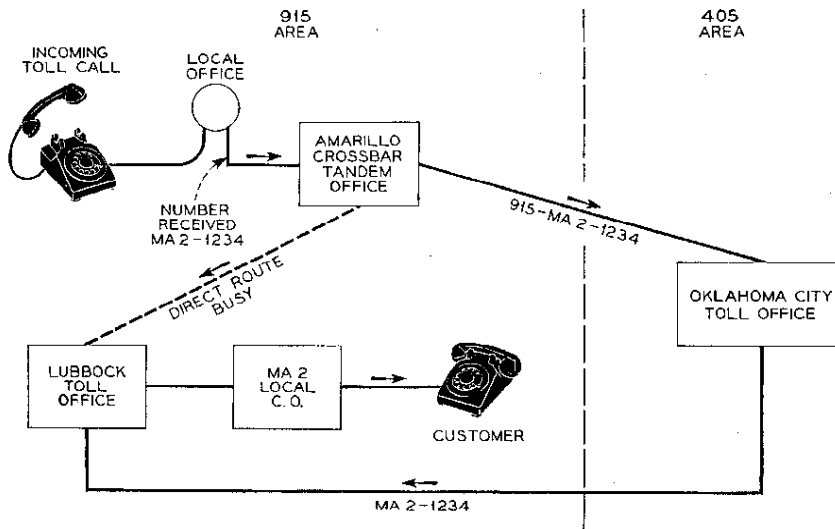 915
AREA
405
AREA
INCOMING
TOLL CALL
LOCAL
OFFICE
AMARILLO
CROSSBAR
TANDEM
OFFICE
NUMBER
RECEIVED
MA 2-1234
915-MA 2-1234
DIRECT ROUTE
BUSY
OKLAHOMA CITY
TOLL OFFICE
LUBBOCK
TOLL
OFFICE
MA 2
LOCAL
C. O.
CUSTOMER
MA 2-1234